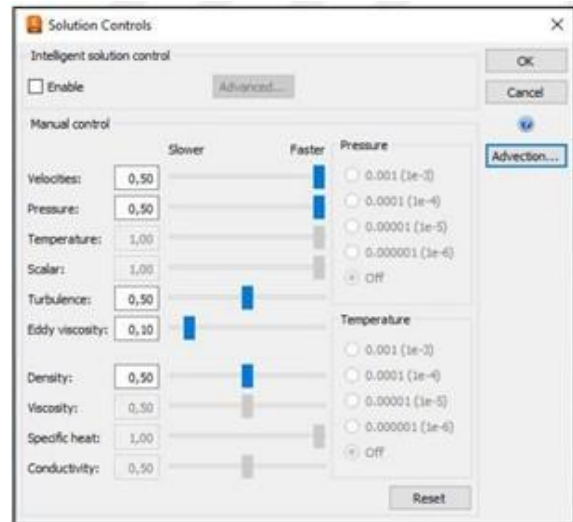 Solution Controls
Intelligent solution control
OK
Enable
Advanced...
Cancel
Manual control
Slower Faster
Pressure
Advection...
Velocities: 0,50
0.001 (1e-3)
Pressure: 0,50
0.0001 (1e-4)
Temperature: 1,00
0.00001 (1e-5)
Scalar: 1,00
0.000001 (1e-6)
Off
Turbulence: 0,50
Eddy viscosity: 0,10
Temperature
0.001 (1e-3)
Density: 0,50
0.0001 (1e-4)
Viscosity: 0,50
0.00001 (1e-5)
Specific heat: 1,00
0.000001 (1e-6)
Off
Conductivity: 0,50
Reset